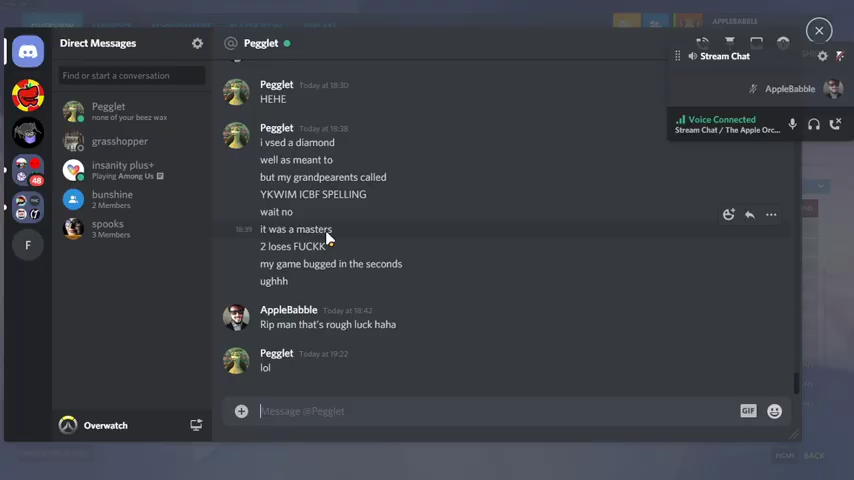 APPLEBABELE
Direct Messages
Pegglet
Find or start a conversation
Pegglet
none of your beez wax
grasshopper
insanity plus+
Playing Among Us
48
bunshine
2 Members
spooks
3 Members
F
Overwatch
Pegglet Today at 18:30
HEHE
Pegglet Today at 18:38
i vsed a diamond
well as meant to
but my grandpearents called
YKWIM ICBF SPELLING
wait no
18:39 it was a masters
2 loses FUCKK
my game bugged in the seconds
ughhh
AppleBabble Today at 18:42
Rip man that's rough luck haha
Pegglet Today at 19:22
lol
Message @Pegglet
GIF
Stream Chat
AppleBabble
Voice Connected
Stream Chat / The Apple Orc...
BACK